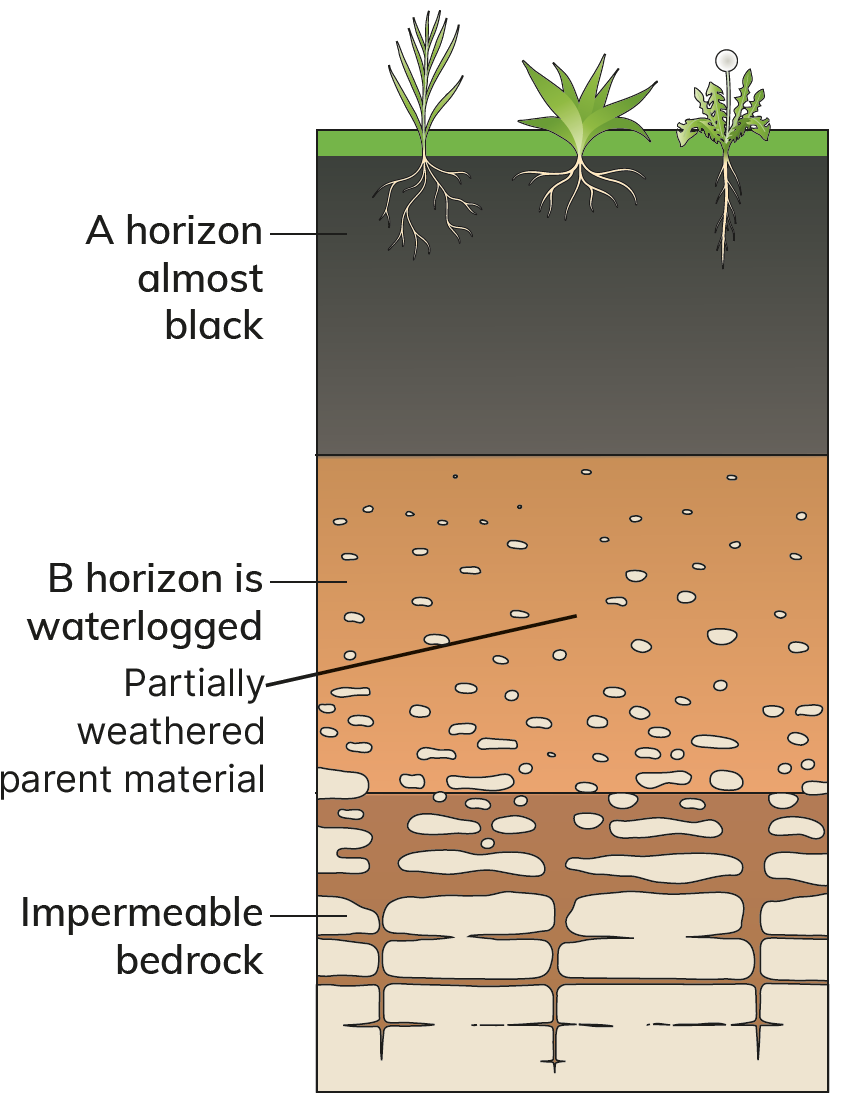 A horizon
almost
black
B horizon is
waterlogged
Partially
weathered
parent material
Impermeable
bedrock